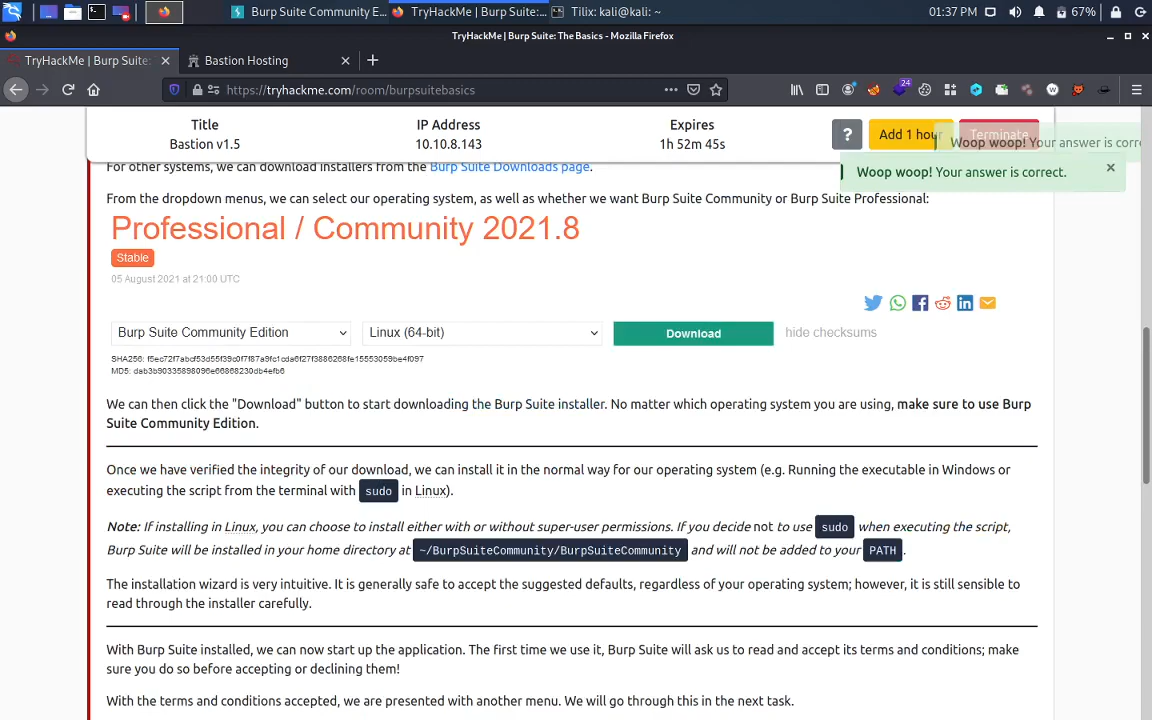 Burp Suite Community E...
TryHackMe | Burp Suite:...
Tilix: kali@kali: ~
01:37 PM
67%
TryHackMe | Burp Suite: The Basics - Mozilla Firefox
TryHackMe | Burp Suite:
Bastion Hosting
https://tryhackme.com/room/burpsuitebasics
24
Title
Bastion v1.5
IP Address
10.10.8.143
Expires
1h 52m 45s
?
Add 1 hour
Terminate
Woop woop! Your answer is corre
Woop woop! Your answer is correct.
For other systems, we can download installers from the Burp Suite Downloads page.
From the dropdown menus, we can select our operating system, as well as whether we want Burp Suite Community or Burp Suite Professional:
Professional / Community 2021.8
Stable
05 August 2021 at 21:00 UTC
Burp Suite Community Edition
Linux (64-bit)
Download
hide checksums
We can then click the "Download" button to start downloading the Burp Suite installer. No matter which operating system you are using, make sure to use Burp
Suite Community Edition.
Once we have verified the integrity of our download, we can install it in the normal way for our operating system (e.g. Running the executable in Windows or
executing the script from the terminal with sudo in Linux).
Note: If installing in Linux, you can choose to install either with or without super-user permissions. If you decide not to use sudo when executing the script,
Burp Suite will be installed in your home directory at ~/BurpSuiteCommunity/BurpSuiteCommunity and will not be added to your PATH.
The installation wizard is very intuitive. It is generally safe to accept the suggested defaults, regardless of your operating system; however, it is still sensible to
read through the installer carefully.
With Burp Suite installed, we can now start up the application. The first time we use it, Burp Suite will ask us to read and accept its terms and conditions; make
sure you do so before accepting or declining them!
With the terms and conditions accepted, we are presented with another menu. We will go through this in the next task.